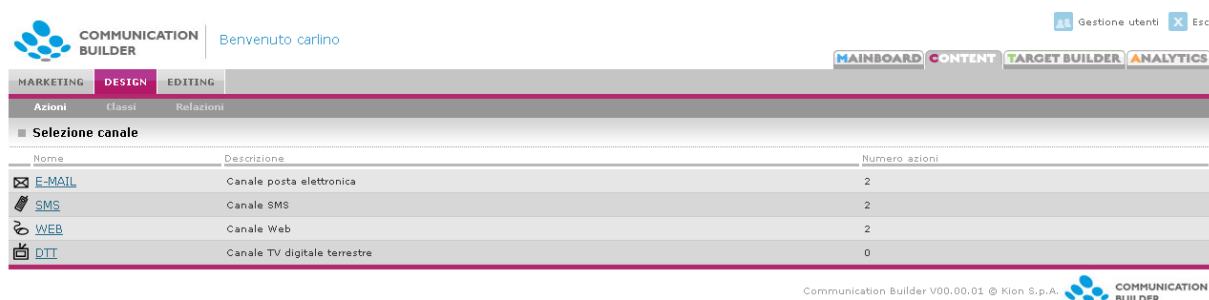 Gestione utenti X Esc
COMMUNICATION
BUILDER
Benvenuto carlino
MAINBOARD CONTENT TARGET BUILDER ANALYTICS
MARKETING DESIGN EDITING
Azioni Classi Relazioni
Selezione canale
Nome Descrizione Numero azioni
E-MAIL Canale posta elettronica 2
SMS Canale SMS 2
WEB Canale Web 2
DTT Canale TV digitale terrestre 0
Communication Builder V00.00.01 @ Kion S.p.A.
COMMUNICATION
BUILDER